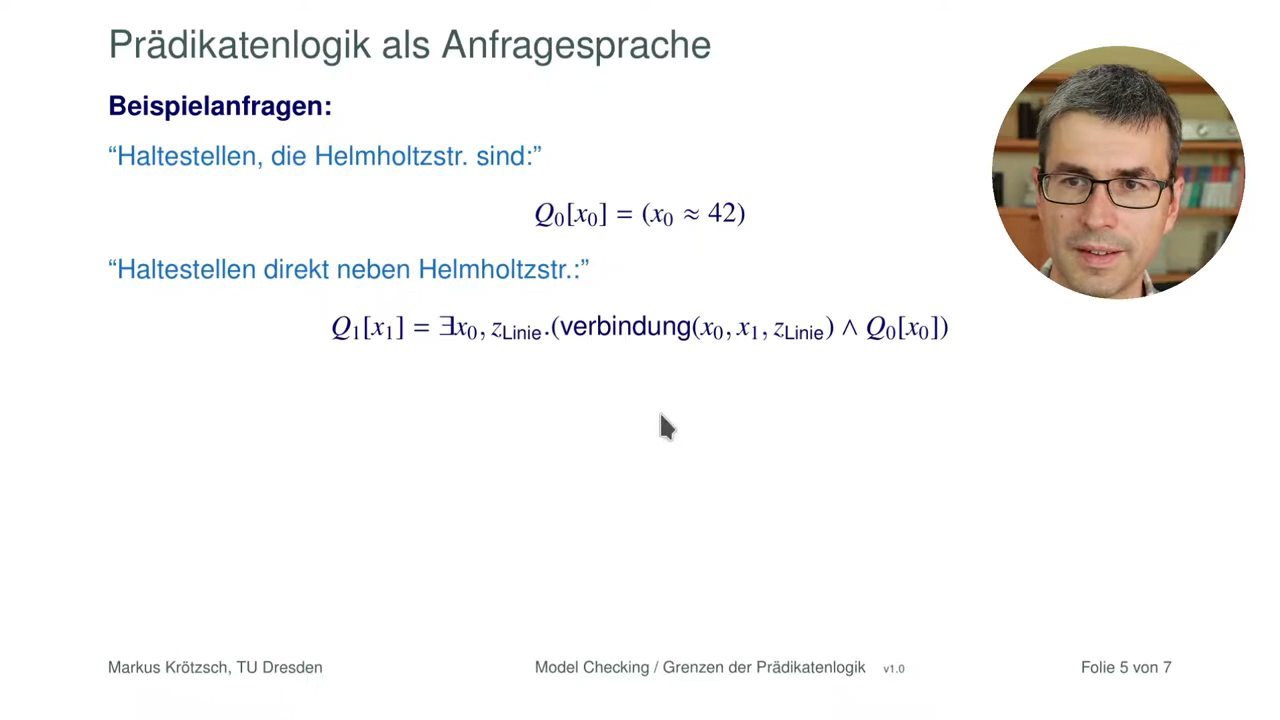 Prädikatenlogik als Anfragesprache
Beispielanfragen:
“Haltestellen, die Helmholtzstr. sind:”
Q₀[x₀] = (x₀ ≈ 42)
“Haltestellen direkt neben Helmholtzstr.:”
Q₁[x₁] = ∃x₀, z_Linie.(verbindung(x₀, x₁, z_Linie) ∧ Q₀[x₀])
Markus Krötzsch, TU Dresden
Model Checking / Grenzen der Prädikatenlogik v1.0
Folie 5 von 7